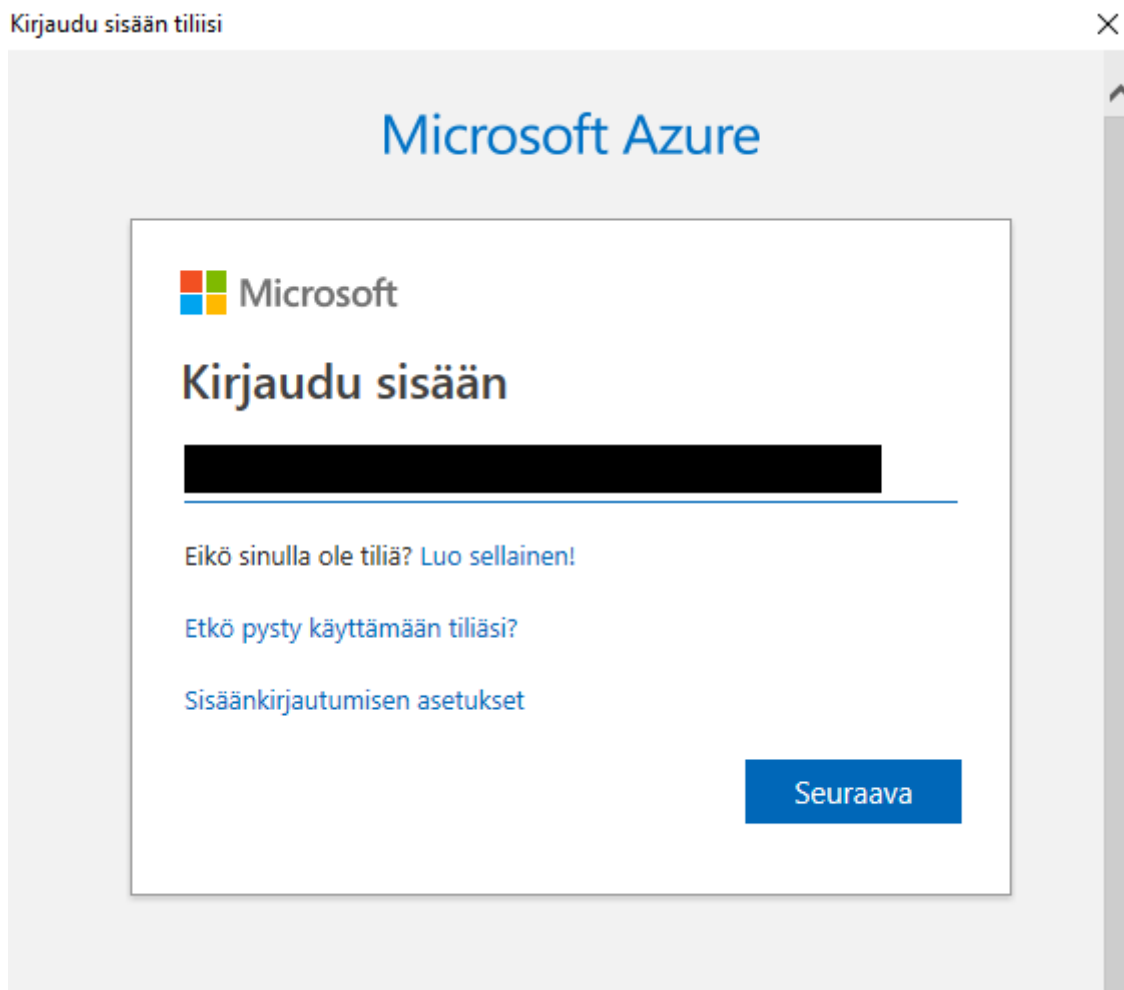 Kirjaudu sisään tiliisi
Microsoft Azure
Microsoft
Kirjaudu sisään
Eikö sinulla ole tiliä? Luo sellainen!
Etkö pysty käyttämään tiliäsi?
Sisäänkirjautumisen asetukset
Seuraava